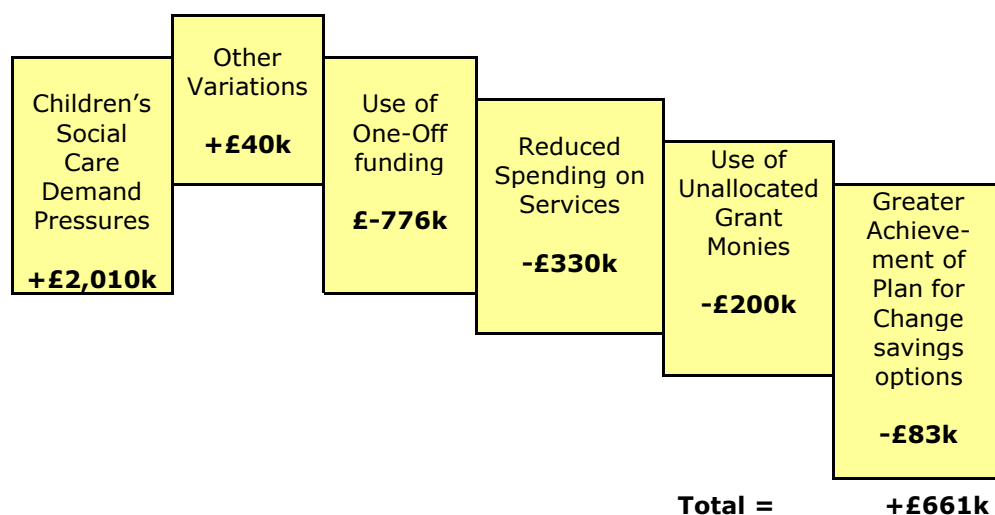 Children's
Social
Care
Demand
Pressures
+£2,010k
Other
Variations
+£40k
Use of
One-Off
funding
£-776k
Reduced
Spending on
Services
-£330k
Use of
Unallocated
Grant
Monies
-£200k
Greater
Achieve-
ment of
Plan for
Change
savings
options
-£83k
Total = +£661k